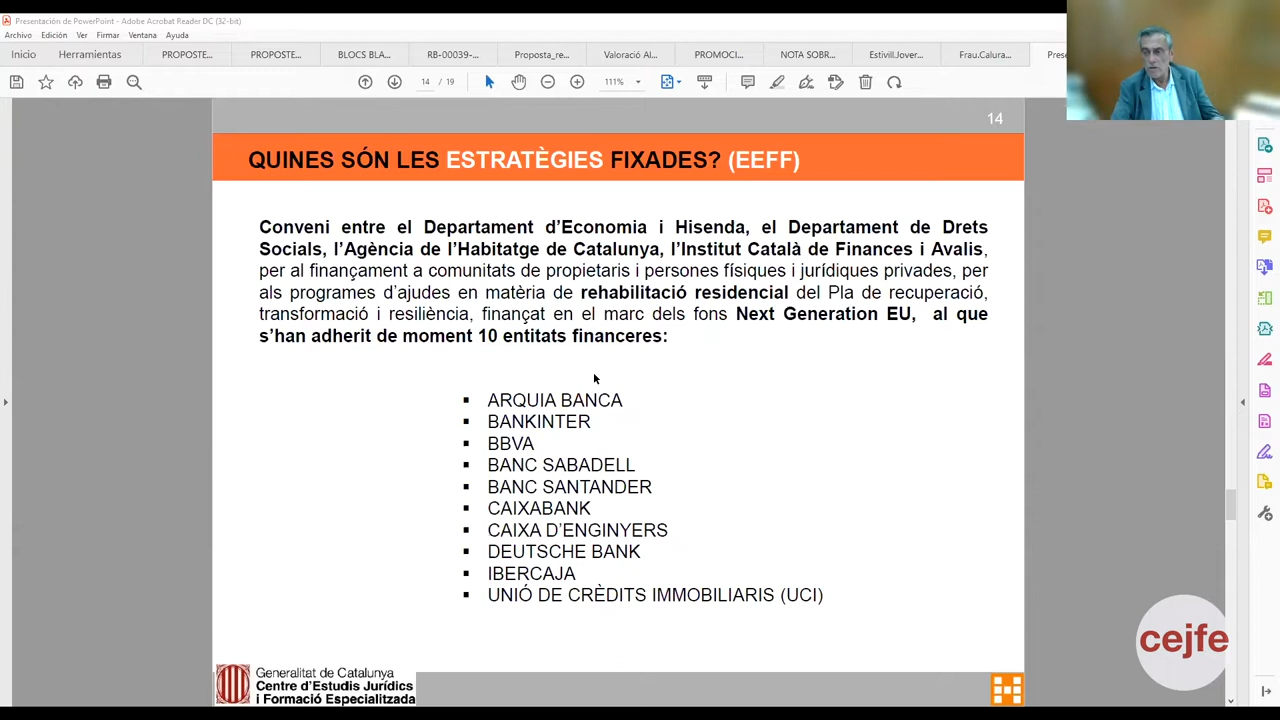 Presentación de PowerPoint - Adobe Acrobat Reader DC (32-bit)
Archivo Edición Ver Firmar Ventana Ayuda
Inicio Herramientas PROPOSTE... PROPOSTE... BLOCS BLA... RB-00039-... Proposta_re... Valoració Al... PROMOCI... NOTA SOBR... Estivill.Jover... Frau.Calura... Prese
14 / 19 111%
14
QUINES SÓN LES ESTRATÈGIES FIXADES? (EEFF)
Conveni entre el Departament d’Economia i Hisenda, el Departament de Drets
Socials, l’Agència de l’Habitatge de Catalunya, l’Institut Català de Finances i Avalis,
per al finançament a comunitats de propietaris i persones físiques i jurídiques privades, per
als programes d’ajudes en matèria de rehabilitació residencial del Pla de recuperació,
transformació i resiliència, finançat en el marc dels fons Next Generation EU, al que
s’han adherit de moment 10 entitats financeres:
▪ ARQUIA BANCA
▪ BANKINTER
▪ BBVA
▪ BANC SABADELL
▪ BANC SANTANDER
▪ CAIXABANK
▪ CAIXA D’ENGINYERS
▪ DEUTSCHE BANK
▪ IBERCAJA
▪ UNIÓ DE CRÈDITS IMMOBILIARIS (UCI)
cejfe
Generalitat de Catalunya
Centre d’Estudis Jurídics
i Formació Especialitzada